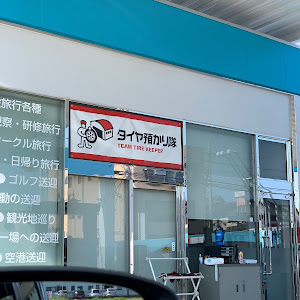 旅行各種
視察・研修旅行
サークル旅行
・日帰り旅行
●ゴルフ送迎
動の送迎
●観光地巡り
場への送迎
●空港送迎
タイヤ預かり隊
TEAM TIRE KEEPER